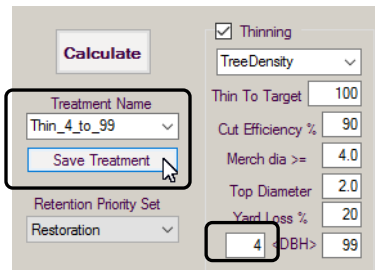 Calculate
Treatment Name
Thin_4_to_99
Save Treatment
Retention Priority Set
Restoration
Thinning
TreeDensity
Thin To Target 100
Cut Efficiency % 90
Merch dia >= 4.0
Top Diameter 2.0
Yard Loss % 20
4 <DBH> 99